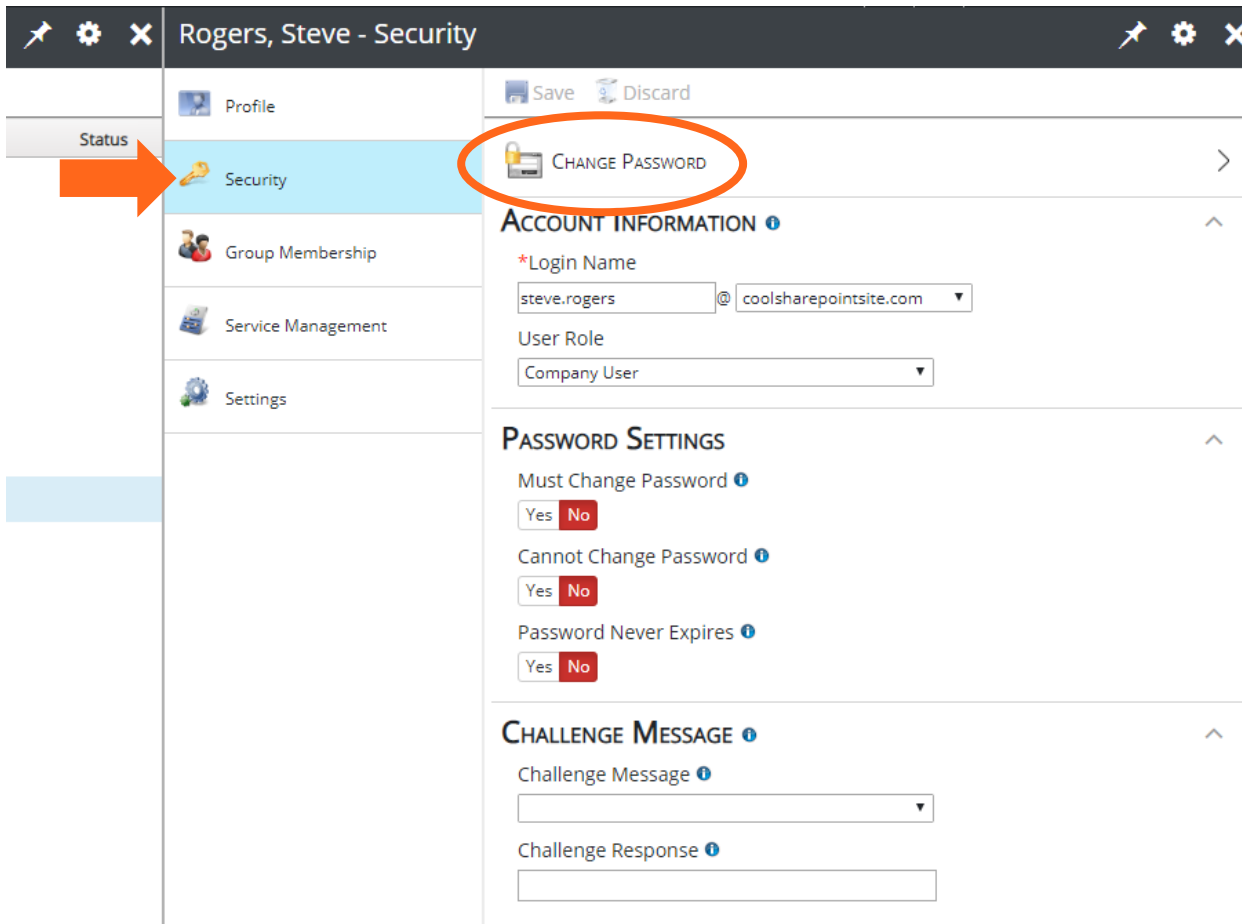 Rogers, Steve - Security
Status
Profile
Security
Group Membership
Service Management
Settings
Save Discard
CHANGE PASSWORD
ACCOUNT INFORMATION
*Login Name
steve.rogers @ coolsharepointsite.com
User Role
Company User
PASSWORD SETTINGS
Must Change Password
Yes No
Cannot Change Password
Yes No
Password Never Expires
Yes No
CHALLENGE MESSAGE
Challenge Message
Challenge Response